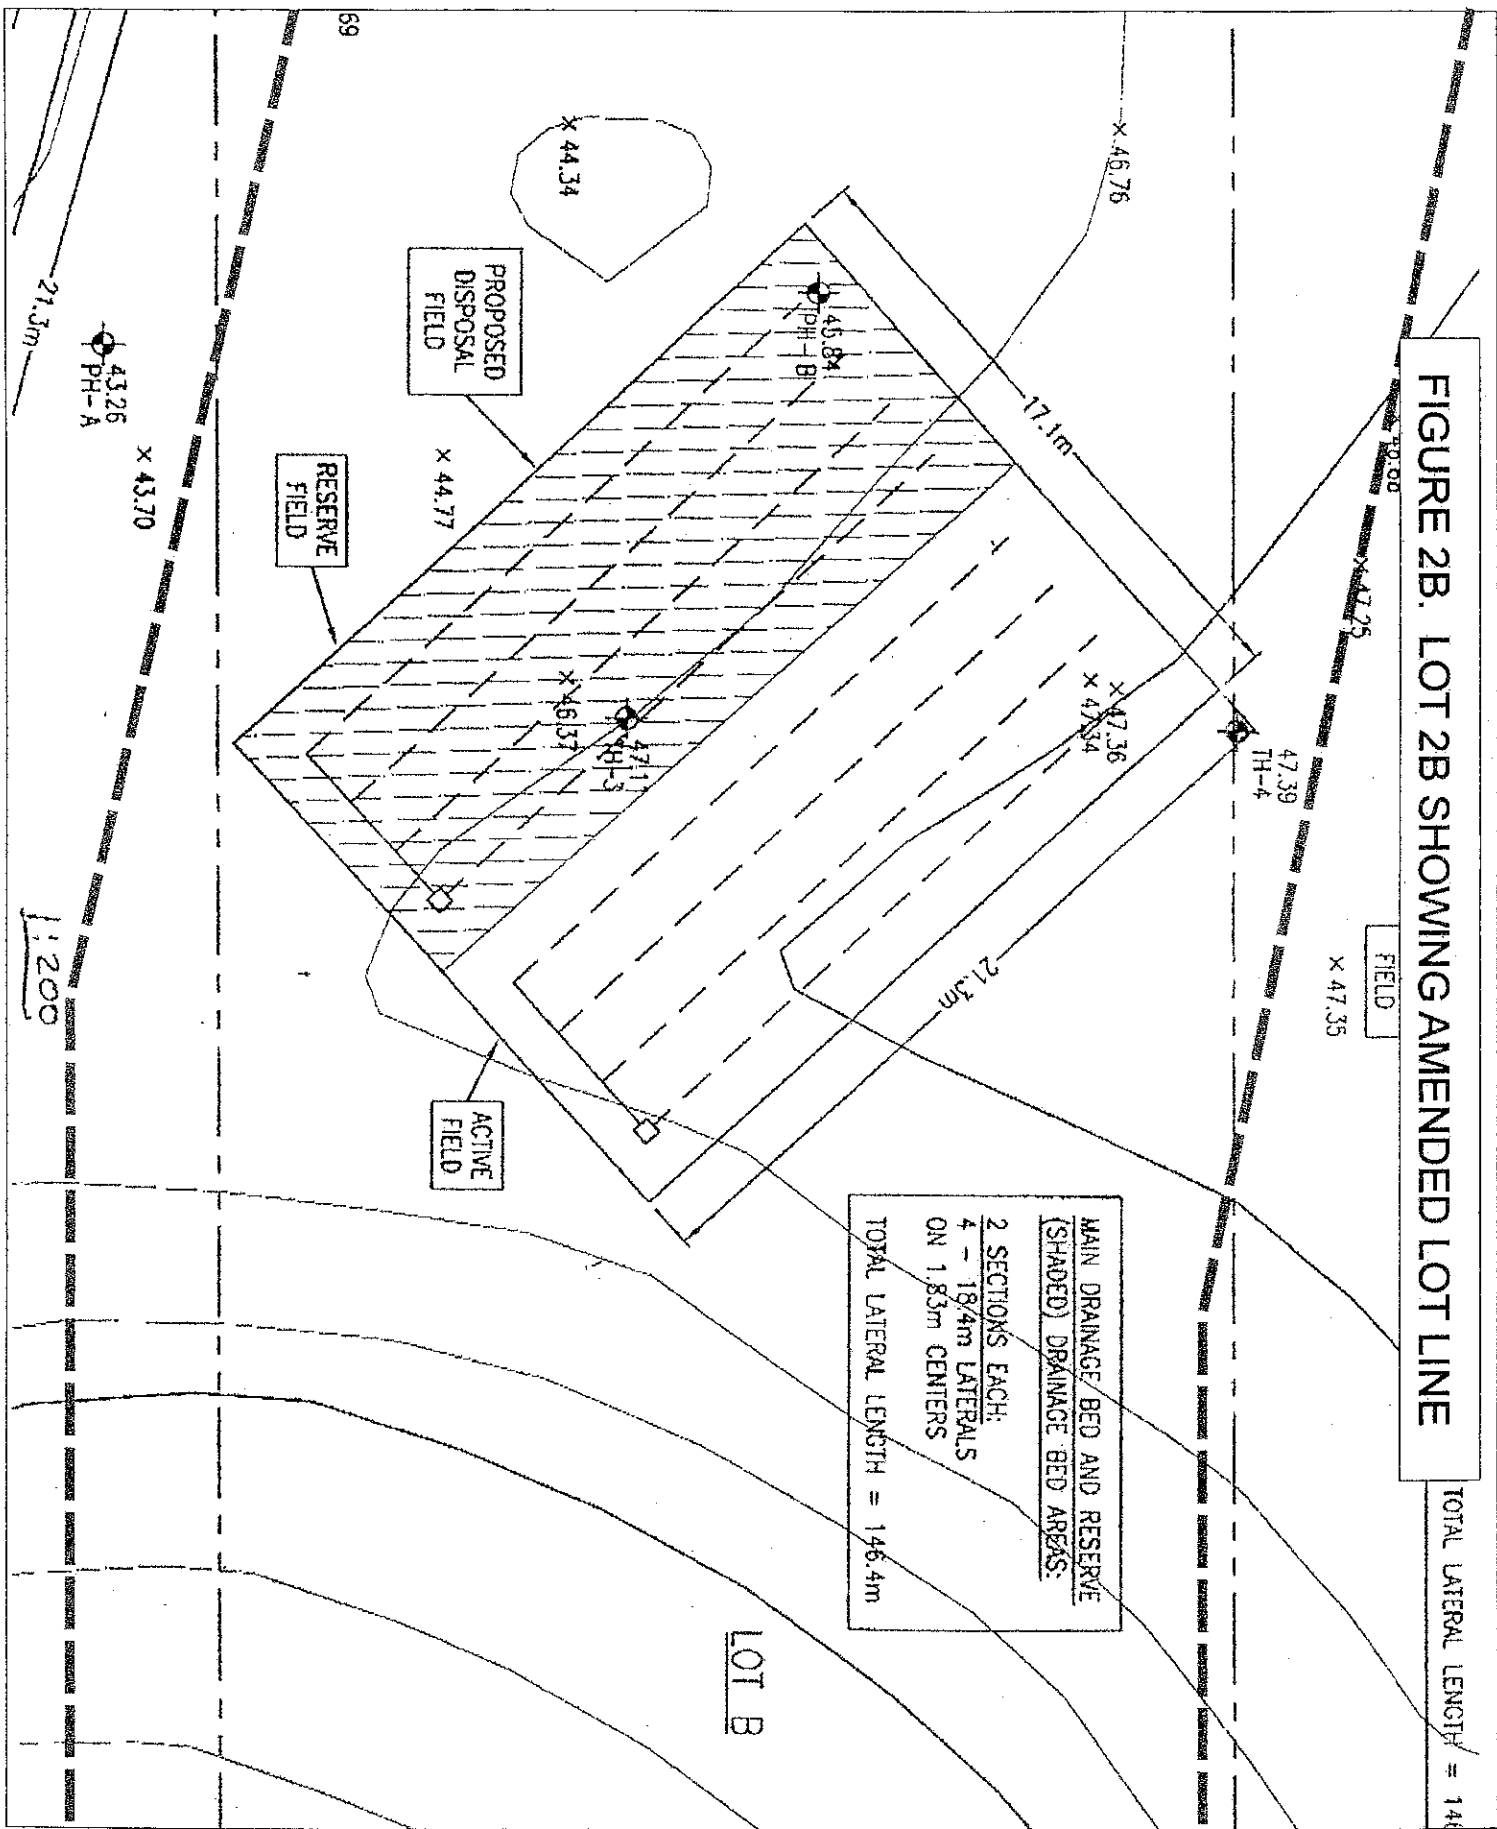 FIGURE 2B. LOT 2B SHOWING AMENDED LOT LINE
TOTAL LATERAL LENGTH = 146
FIELD
× 47.35
× 47.25
47.39
TH-4
× 46.76
× 47.36
× 47.34
17.1m
21.3m
MAIN DRAINAGE BED AND RESERVE
(SHADED) DRAINAGE BED AREAS:
2 SECTIONS EACH:
4 - 18/4m LATERALS
ON 1.83m CENTERS
TOTAL LATERAL LENGTH = 146.4m
45.84
PH-B
47.1
TH-3
× 46.37
× 44.34
PROPOSED
DISPOSAL
FIELD
× 44.77
RESERVE
FIELD
ACTIVE
FIELD
LOT B
69
× 43.70
43.26
PH-A
21.3m
1:200